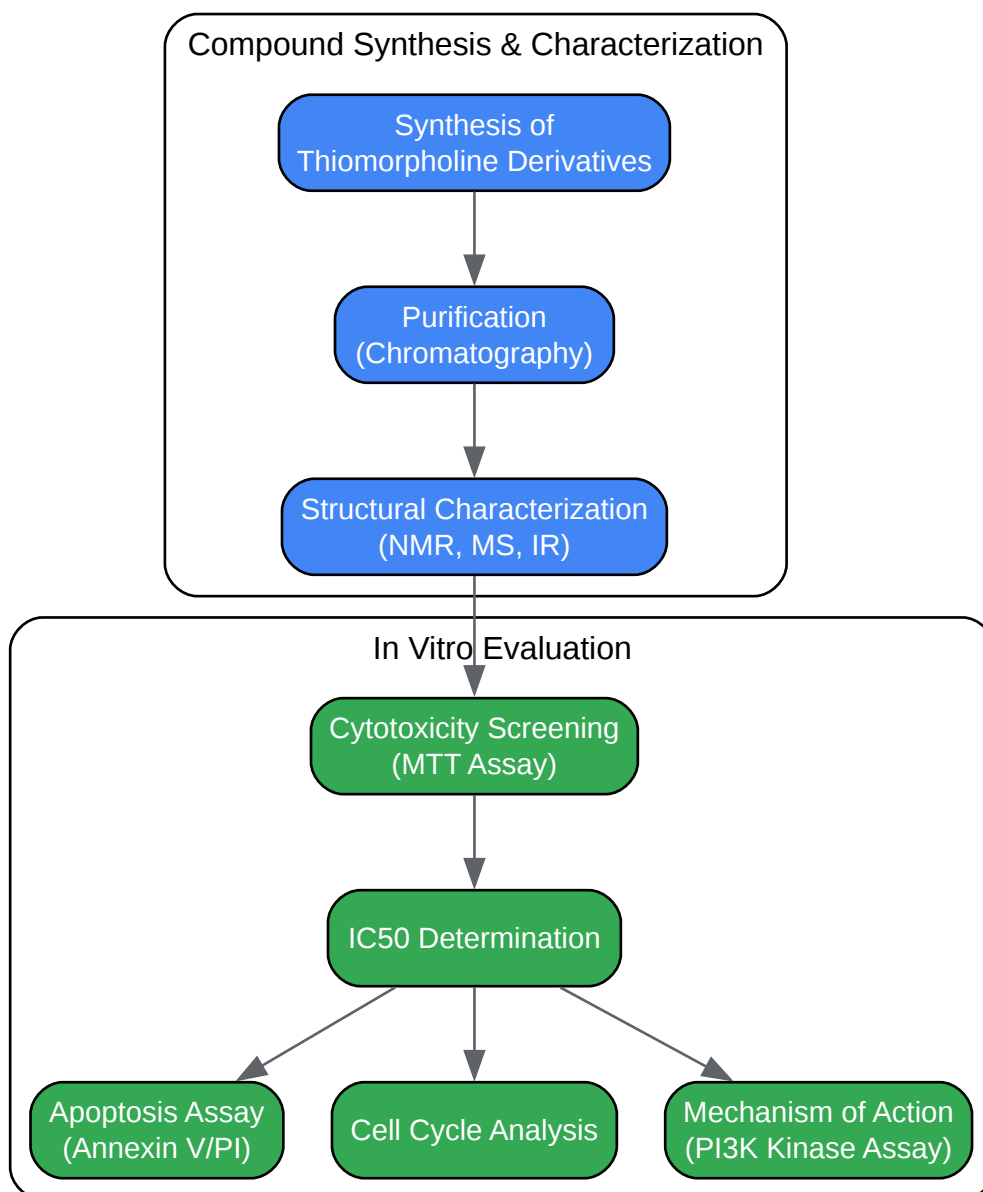 Compound Synthesis & Characterization
Synthesis of
Thiomorpholine Derivatives
Purification
(Chromatography)
Structural Characterization
(NMR, MS, IR)
In Vitro Evaluation
Cytotoxicity Screening
(MTT Assay)
IC50 Determination
Apoptosis Assay
(Annexin V/PI)
Cell Cycle Analysis
Mechanism of Action
(PI3K Kinase Assay)